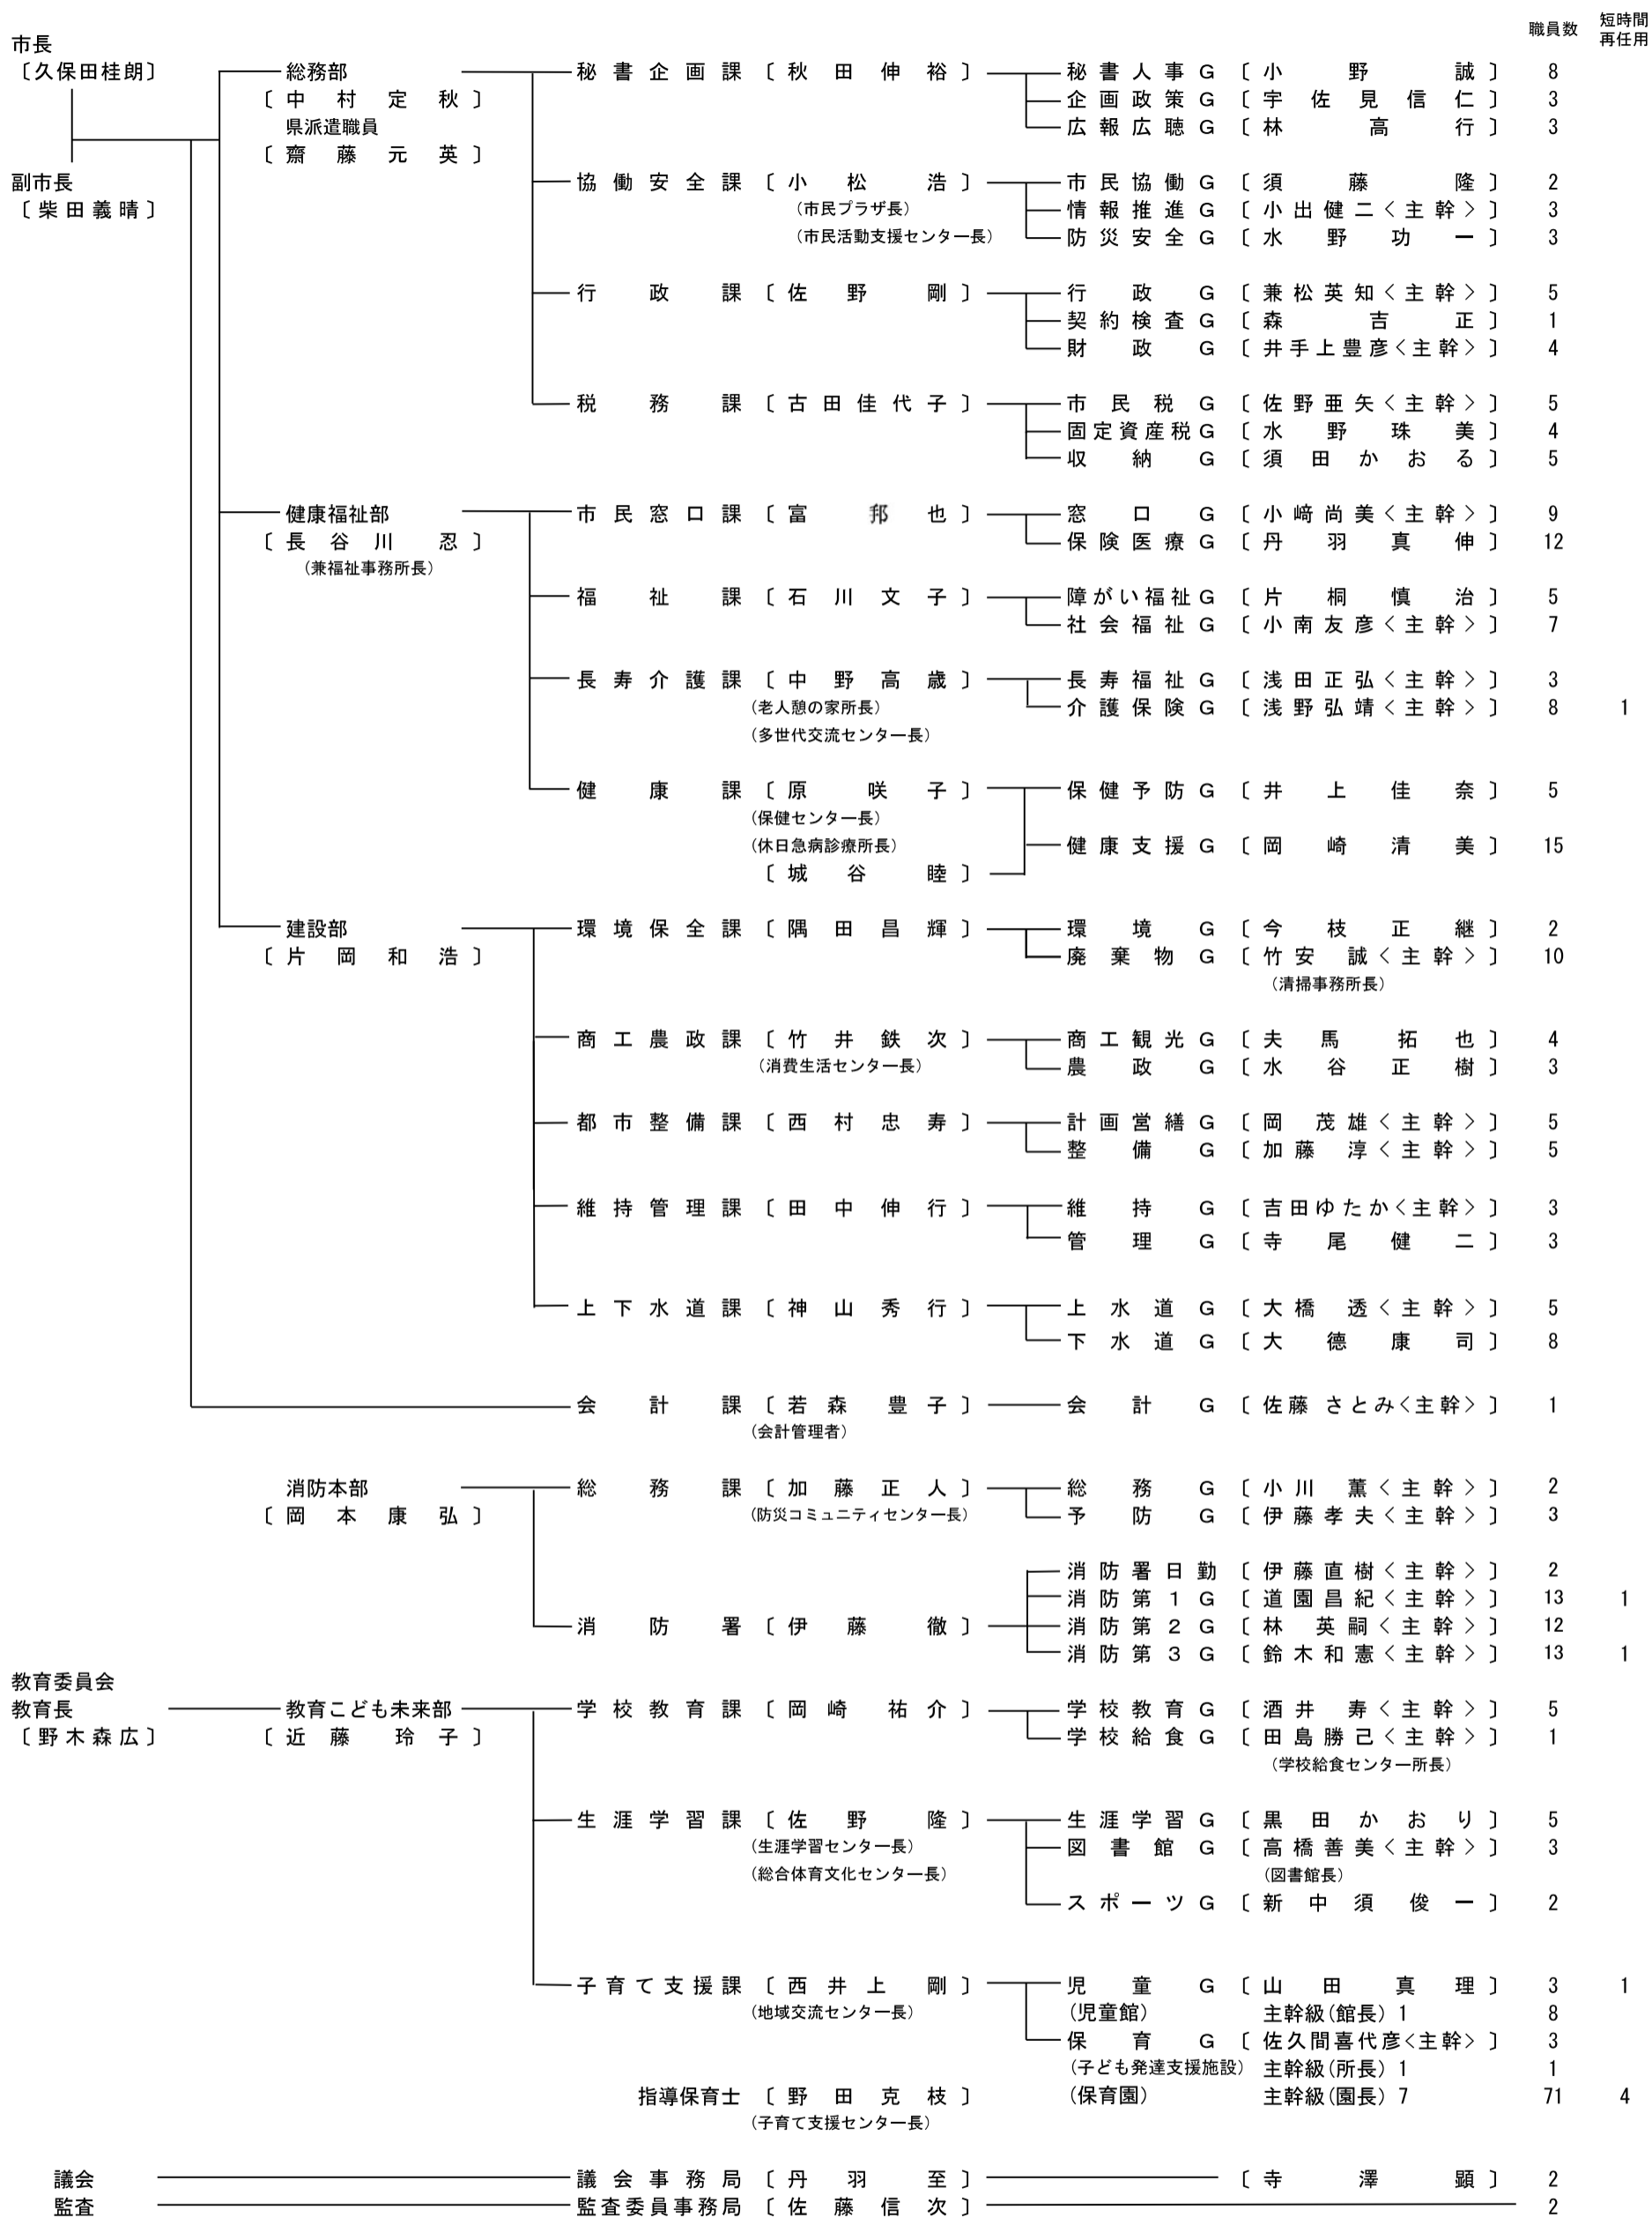 職員数 短時間
再任用
市長
〔久保田桂朗〕 総務部 秘書企画課 〔秋田伸裕〕 秘書人事G 〔小野誠〕 8
〔中村定秋〕 企画政策G 〔宇佐見信仁〕 3
県派遣職員 広報広聴G 〔林高行〕 3
〔齋藤元英〕
副市長 協働安全課 〔小松浩〕 市民協働G 〔須藤隆〕 2
〔柴田義晴〕 (市民プラザ長) 情報推進G 〔小出健二<主幹>〕 3
(市民活動支援センター長) 防災安全G 〔水野功一〕 3
行政課 〔佐野剛〕 行政G 〔兼松英知<主幹>〕 5
契約検査G 〔森吉正〕 1
財政G 〔井手上豊彦<主幹>〕 4
税務課 〔古田佳代子〕 市民税G 〔佐野亜矢<主幹>〕 5
固定資産税G 〔水野珠美〕 4
収納G 〔須田かおる〕 5
健康福祉部 市民窓口課 〔富邦也〕 窓口G 〔小﨑尚美<主幹>〕 9
〔長谷川忍〕 保険医療G 〔丹羽真伸〕 12
(兼福祉事務所長)
福祉課 〔石川文子〕 障がい福祉G 〔片桐慎治〕 5
社会福祉G 〔小南友彦<主幹>〕 7
長寿介護課 〔中野高歳〕 長寿福祉G 〔浅田正弘<主幹>〕 3
(老人憩の家所長) 介護保険G 〔浅野弘靖<主幹>〕 8 1
(多世代交流センター長)
健康課 〔原咲子〕 保健予防G 〔井上佳奈〕 5
(保健センター長)
(休日急病診療所長) 健康支援G 〔岡崎清美〕 15
〔城谷睦〕
建設部 環境保全課 〔隅田昌輝〕 環境G 〔今枝正継〕 2
〔片岡和浩〕 廃棄物G 〔竹安誠<主幹>〕 10
(清掃事務所長)
商工農政課 〔竹井鉄次〕 商工観光G 〔夫馬拓也〕 4
(消費生活センター長) 農政G 〔水谷正樹〕 3
都市整備課 〔西村忠寿〕 計画営繕G 〔岡茂雄<主幹>〕 5
整備G 〔加藤淳<主幹>〕 5
維持管理課 〔田中伸行〕 維持G 〔吉田ゆたか<主幹>〕 3
管理G 〔寺尾健二〕 3
上下水道課 〔神山秀行〕 上水道G 〔大橋透<主幹>〕 5
下水道G 〔大德康司〕 8
会計課 〔若森豊子〕 会計G 〔佐藤さとみ<主幹>〕 1
(会計管理者)
消防本部 総務課 〔加藤正人〕 総務G 〔小川薫<主幹>〕 2
〔岡本康弘〕 (防災コミュニティセンター長) 予防G 〔伊藤孝夫<主幹>〕 3
消防署日勤 〔伊藤直樹<主幹>〕 2
消防第1G 〔道園昌紀<主幹>〕 13 1
消防署 〔伊藤徹〕 消防第2G 〔林英嗣<主幹>〕 12
消防第3G 〔鈴木和憲<主幹>〕 13 1
教育委員会
教育長 教育こども未来部 学校教育課 〔岡崎祐介〕 学校教育G 〔酒井寿<主幹>〕 5
〔野木森広〕 〔近藤玲子〕 学校給食G 〔田島勝己<主幹>〕 1
(学校給食センター所長)
生涯学習課 〔佐野隆〕 生涯学習G 〔黒田かおり〕 5
(生涯学習センター長) 図書館G 〔高橋善美<主幹>〕 3
(総合体育文化センター長) (図書館長)
スポーツG 〔新中須俊一〕 2
子育て支援課 〔西井上剛〕 児童G 〔山田真理〕 3 1
(地域交流センター長) (児童館) 主幹級(館長)1 8
保育G 〔佐久間喜代彦<主幹>〕 3
(子ども発達支援施設) 主幹級(所長)1 1
指導保育士 〔野田克枝〕 (保育園) 主幹級(園長)7 71 4
(子育て支援センター長)
議会 議会事務局 〔丹羽至〕 〔寺澤顕〕 2
監査 監査委員事務局 〔佐藤信次〕 2